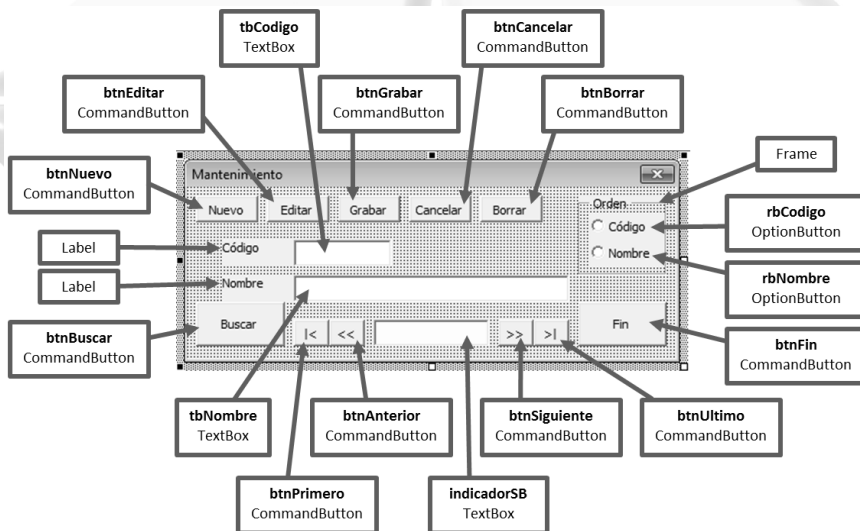 tbCodigo
TextBox
btnCancelar
CommandButton
btnEditar
CommandButton
btnGrabar
CommandButton
btnBorrar
CommandButton
btnNuevo
CommandButton
Frame
Mantenimiento
Nuevo
Editar
Grabar
Cancelar
Borrar
Orden
Código
Nombre
rbCodigo
OptionButton
Label
Código
Label
Nombre
rbNombre
OptionButton
btnBuscar
CommandButton
Buscar
|<
<<
>>
>|
Fin
btnFin
CommandButton
tbNombre
TextBox
btnAnterior
CommandButton
btnSiguiente
CommandButton
btnUltimo
CommandButton
btnPrimero
CommandButton
indicadorSB
TextBox